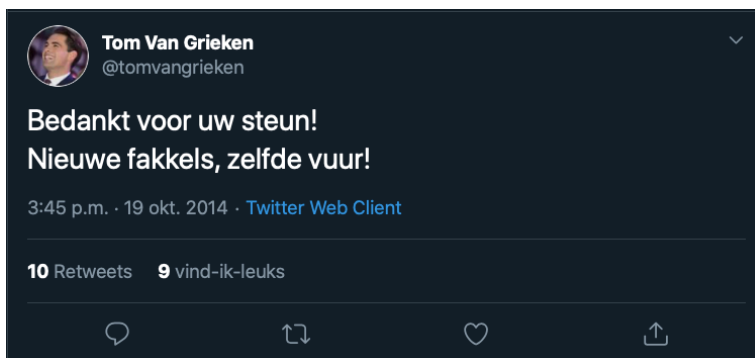 Tom Van Grieken
@tomvangrieken
Bedankt voor uw steun!
Nieuwe fakkels, zelfde vuur!
3:45 p.m. · 19 okt. 2014 · Twitter Web Client
10 Retweets 9 vind-ik-leuks